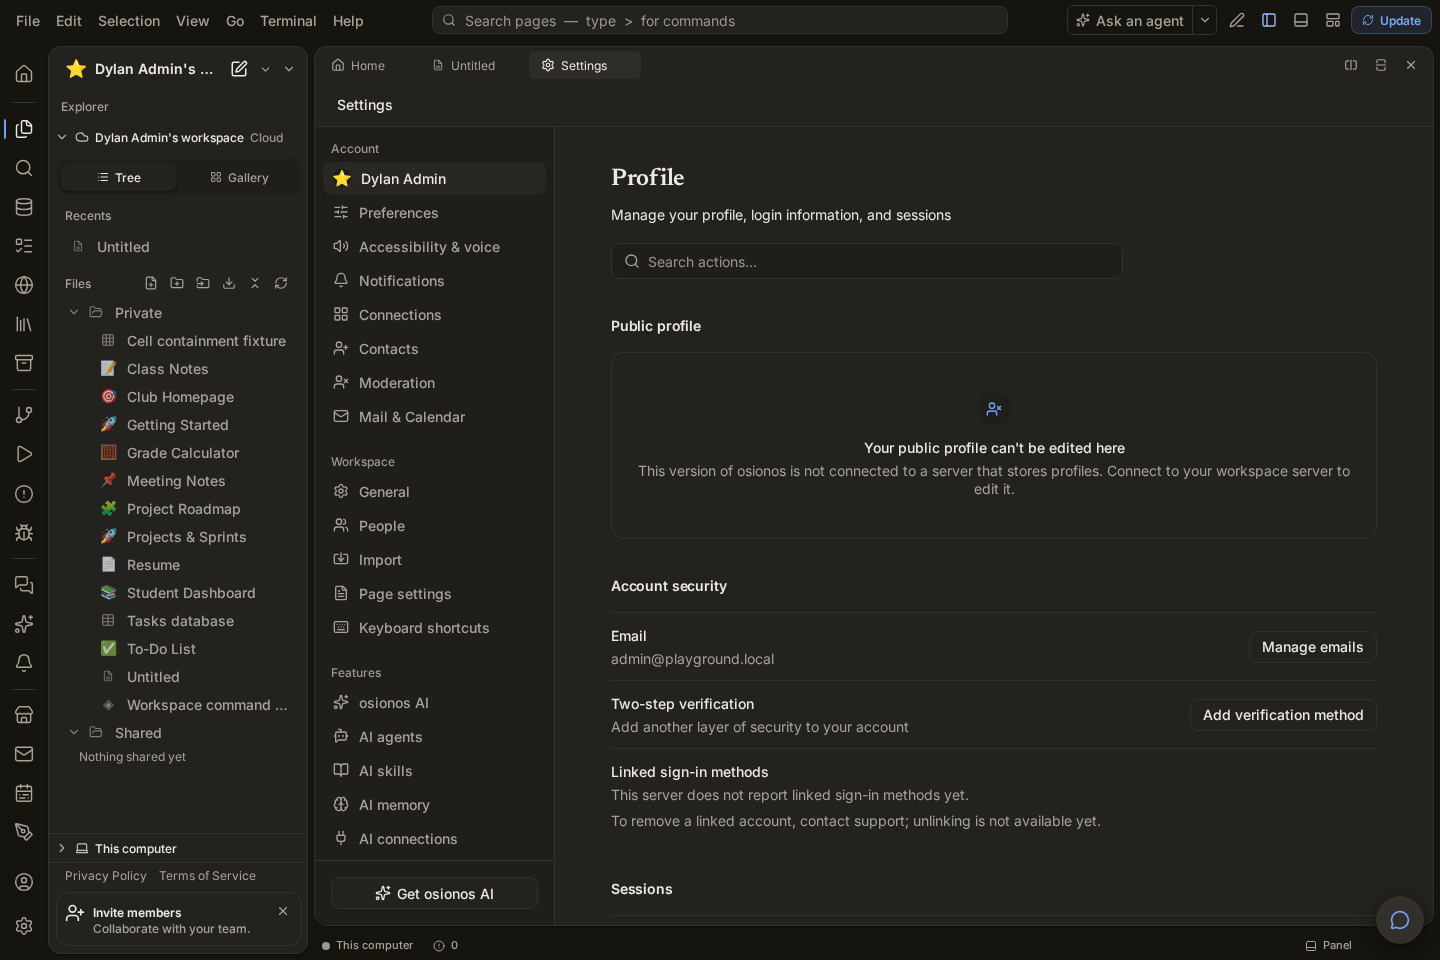 File Edit Selection View Go Terminal Help
Search pages — type > for commands
Ask an agent
Update
Dylan Admin's ...
Explorer
Dylan Admin's workspace Cloud
Tree Gallery
Recents
Untitled
Files
Private
Cell containment fixture
Class Notes
Club Homepage
Getting Started
Grade Calculator
Meeting Notes
Project Roadmap
Projects & Sprints
Resume
Student Dashboard
Tasks database
To-Do List
Untitled
Workspace command ...
Shared
Nothing shared yet
This computer
Privacy Policy Terms of Service
Invite members
Collaborate with your team.
Home Untitled Settings
Settings
Account
Dylan Admin
Preferences
Accessibility & voice
Notifications
Connections
Contacts
Moderation
Mail & Calendar
Workspace
General
People
Import
Page settings
Keyboard shortcuts
Features
osionos AI
AI agents
AI skills
AI memory
AI connections
Get osionos AI
Profile
Manage your profile, login information, and sessions
Search actions...
Public profile
Your public profile can't be edited here
This version of osionos is not connected to a server that stores profiles. Connect to your workspace server to
edit it.
Account security
Email
admin@playground.local
Manage emails
Two-step verification
Add another layer of security to your account
Add verification method
Linked sign-in methods
This server does not report linked sign-in methods yet.
To remove a linked account, contact support; unlinking is not available yet.
Sessions
This computer 0
Panel